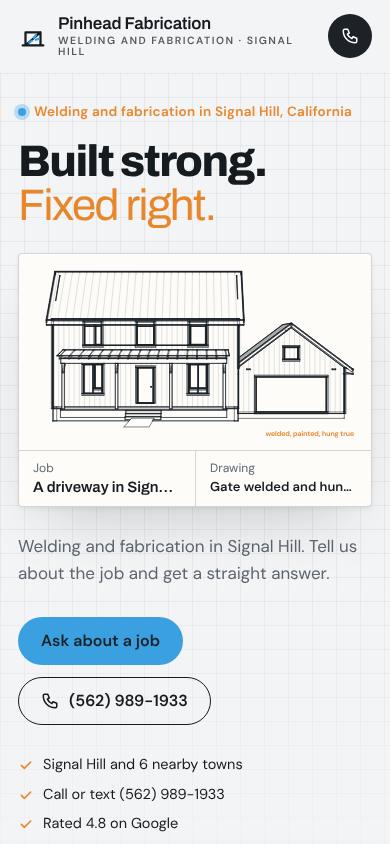 Pinhead Fabrication
WELDING AND FABRICATION · SIGNAL
HILL
Welding and fabrication in Signal Hill, California
Built strong.
Fixed right.
welded, painted, hung true
Job
A driveway in Sign...
Drawing
Gate welded and hun...
Welding and fabrication in Signal Hill. Tell us
about the job and get a straight answer.
Ask about a job
(562) 989-1933
Signal Hill and 6 nearby towns
Call or text (562) 989-1933
Rated 4.8 on Google